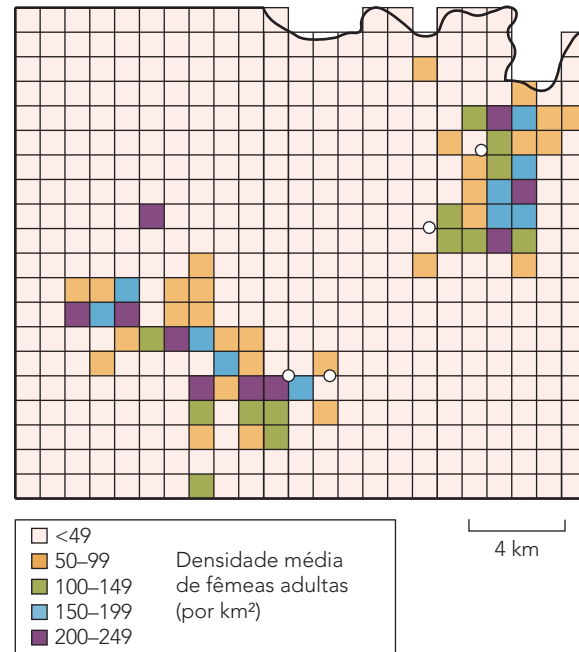 <49
50–99
100–149
150–199
200–249
Densidade média
de fêmeas adultas
(por km²)
4 km